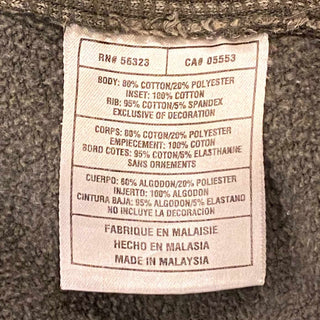 RN# 56323 CA# 05553
BODY: 80% COTTON/20% POLYESTER
INSET: 100% COTTON
RIB: 95% COTTON/5% SPANDEX
EXCLUSIVE OF DECORATION
CORPS: 80% COTON/20% POLYESTER
EMPIECEMENT: 100% COTON
BORD COTES: 95% COTON/5% ELASTHANNE
SANS ORNEMENTS
CUERPO: 80% ALGODON/20% POLIESTER
INJERTO: 100% ALGODON
CINTURA BAJA: 95% ALGODON/5% ELASTANO
NO INCLUYE LA DECORACION
FABRIQUE EN MALAISIE
HECHO EN MALASIA
MADE IN MALAYSIA